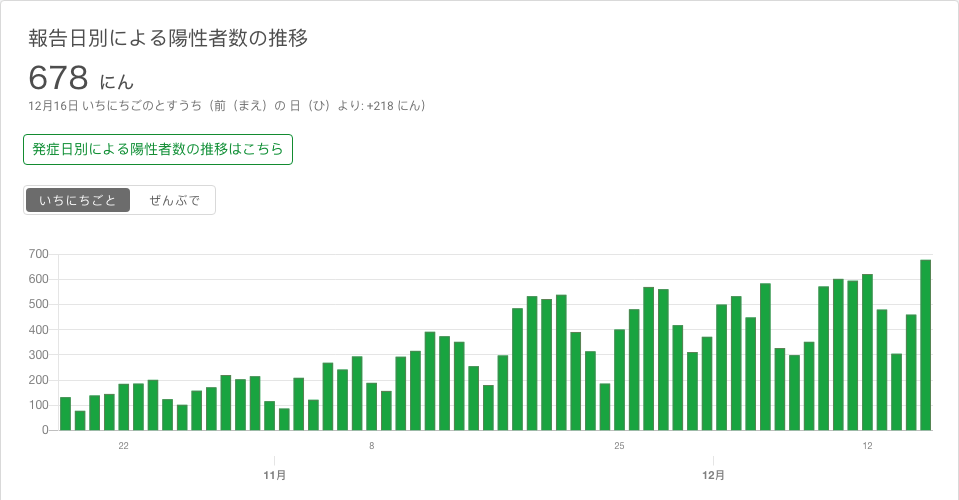 報告日別による陽性者数の推移
678 にん
12月16日 いちにちごのとすうち（前（まえ）の 日（ひ）より: +218 にん）
発症日別による陽性者数の推移はこちら
いちにちごと ぜんぶで
700
600
500
400
300
200
100
0
22 8 25 12
11月 12月